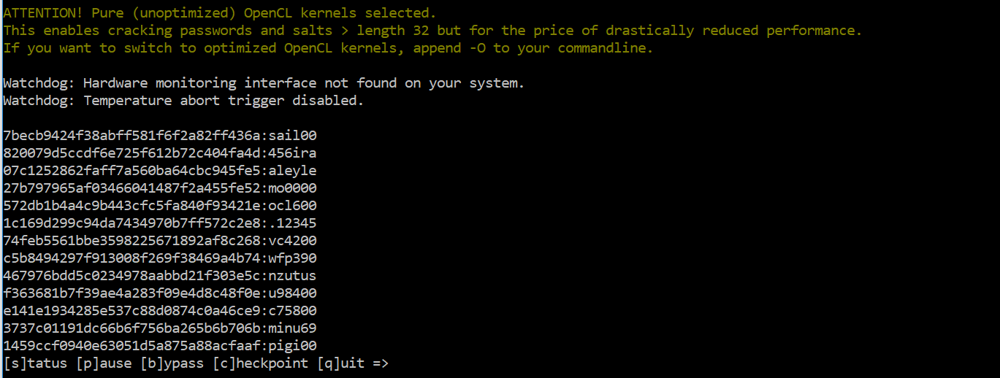 ATTENTION! Pure (unoptimized) OpenCL kernels selected.
This enables cracking passwords and salts > length 32 but for the price of drastically reduced performance.
If you want to switch to optimized OpenCL kernels, append -O to your commandline.
Watchdog: Hardware monitoring interface not found on your system.
Watchdog: Temperature abort trigger disabled.
7becb9424f38abff581f6f2a82ff436a:sail00
820079d5ccdf6e725f612b72c404fa4d:456ira
07c1252862faff7a560ba64cbc945fe5:aleyle
27b797965af03466041487f2a455fe52:mo0000
572db1b4a4c9b443cfc5fa840f93421e:ocl600
1c169d299c94da7434970b7ff572c2e8:.12345
74feb5561bbe3598225671892af8c268:vc4200
c5b8494297f913008f269f38469a4b74:wfp390
467976bdd5c0234978aabbd21f303e5c:nzutus
f363681b7f39ae4a283f09e4d8c48f0e:u98400
e141e1934285e537c88d0874c0a46ce9:c75800
3737c01191dc66b6f756ba265b6b706b:minu69
1459ccf0940e63051d5a875a88acfaaf:pigi00
[s]tatus [p]ause [b]ypass [c]heckpoint [q]uit =>